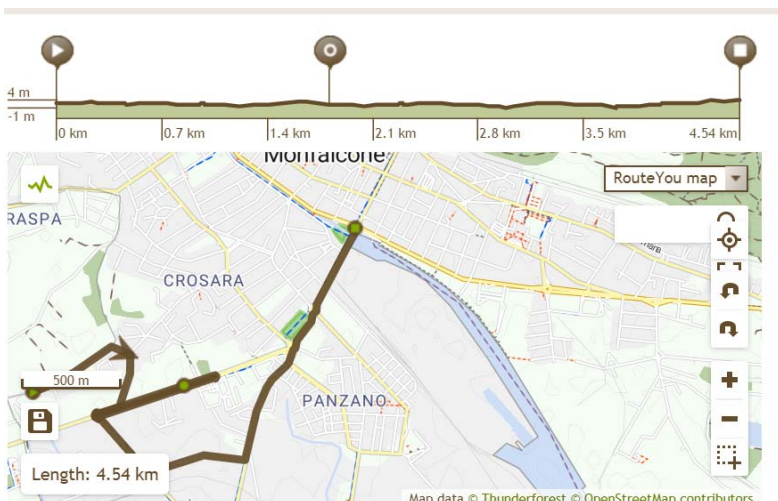 4 m
-1 m
0 km
0.7 km
1.4 km
2.1 km
2.8 km
3.5 km
4.54 km
Monfalcone
RouteYou map
RASPA
CROSARA
500 m
PANZANO
Length: 4.54 km
Map data © Thunderforest © OpenStreetMap contributors